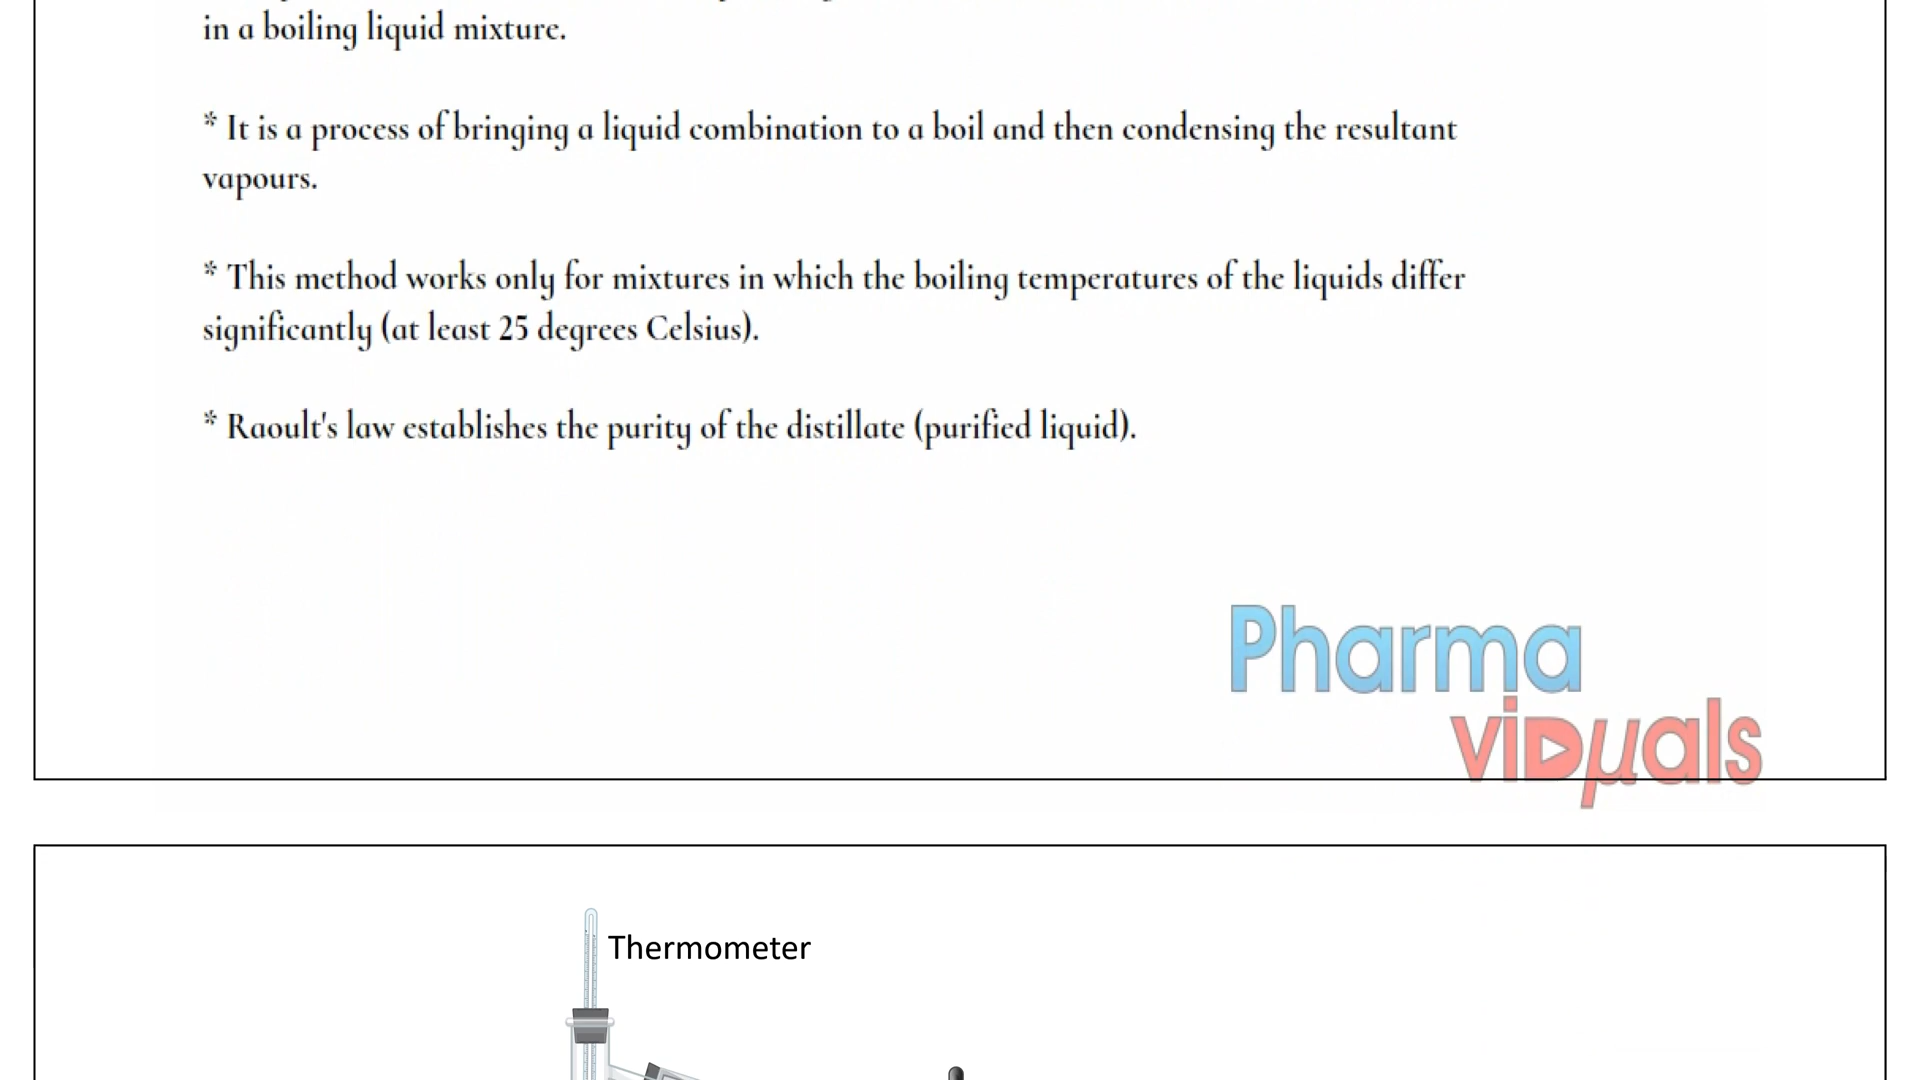 in a boiling liquid mixture.
* It is a process of bringing a liquid combination to a boil and then condensing the resultant
vapours.
* This method works only for mixtures in which the boiling temperatures of the liquids differ
significantly (at least 25 degrees Celsius).
* Raoult's law establishes the purity of the distillate (purified liquid).
Pharma
viDμals
Thermometer